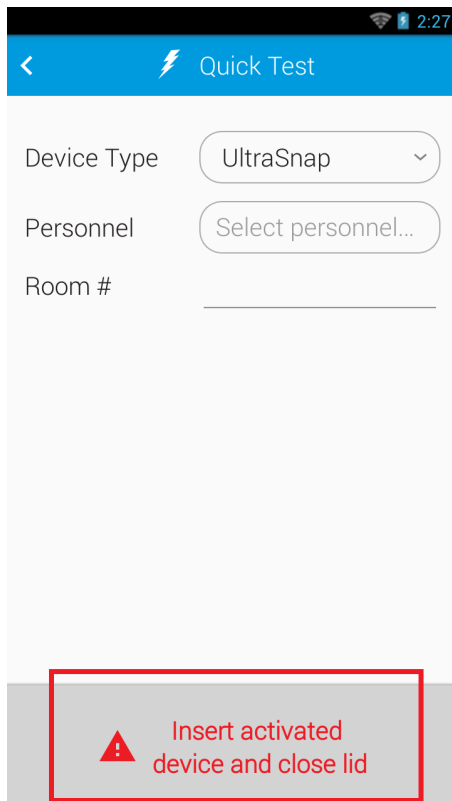 2:27
Quick Test
Device Type UltraSnap
Personnel Select personnel...
Room #
Insert activated
device and close lid